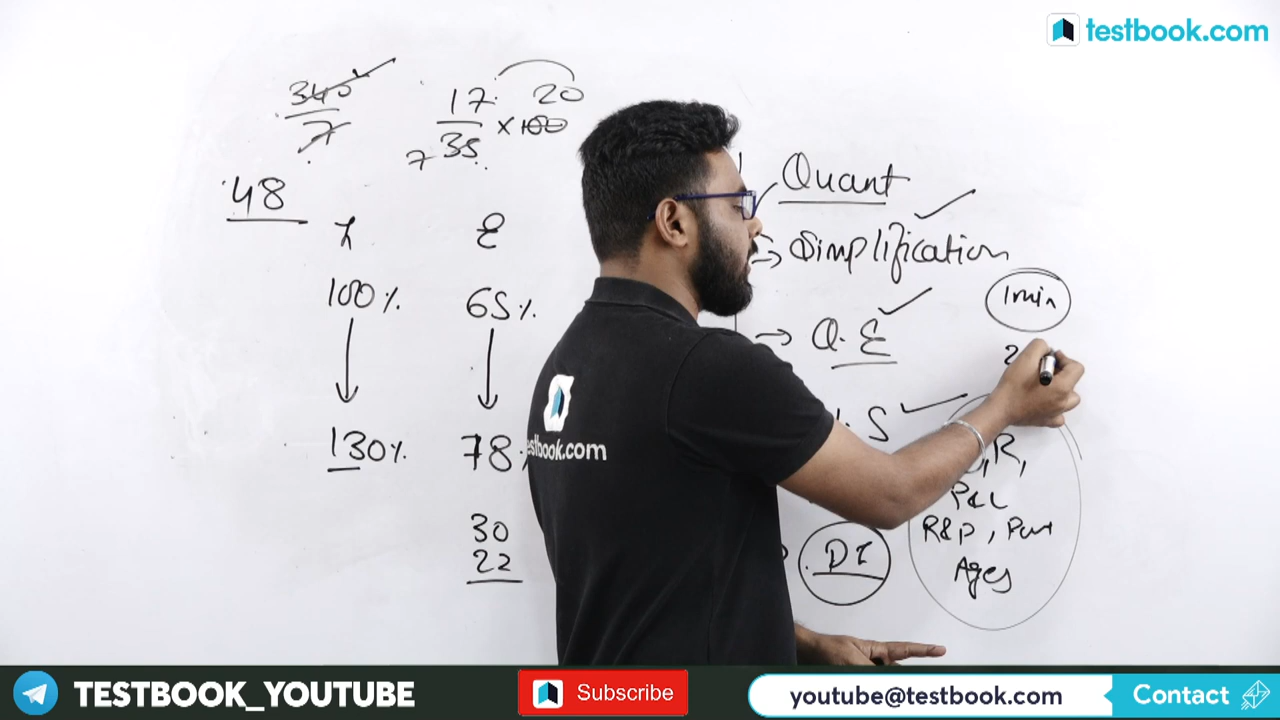 testbook.com
340
7
17 20
35 ×100
7
48
I E
100% 65%
130% 78%
30
22
Quant
→ Simplification
→ Q.E
1min
2
S
R,
P&L
R&P, Part
Ages
DI
testbook.com
TESTBOOK_YOUTUBE
Subscribe
youtube@testbook.com
Contact